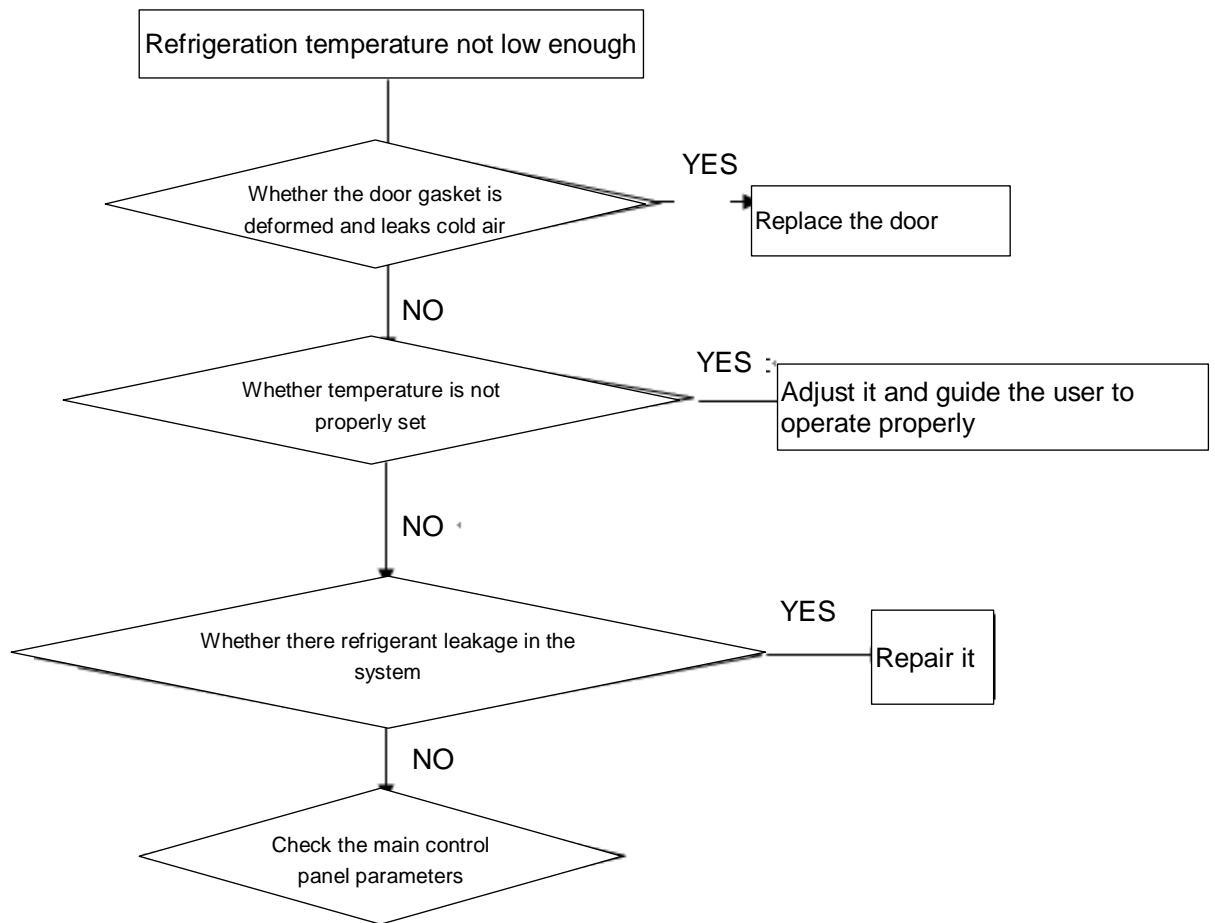 Refrigeration temperature not low enough
Whether the door gasket is
deformed and leaks cold air
YES
Replace the door
NO
Whether temperature is not
properly set
YES
Adjust it and guide the user to
operate properly
NO
Whether there refrigerant leakage in the
system
YES
Repair it
NO
Check the main control
panel parameters